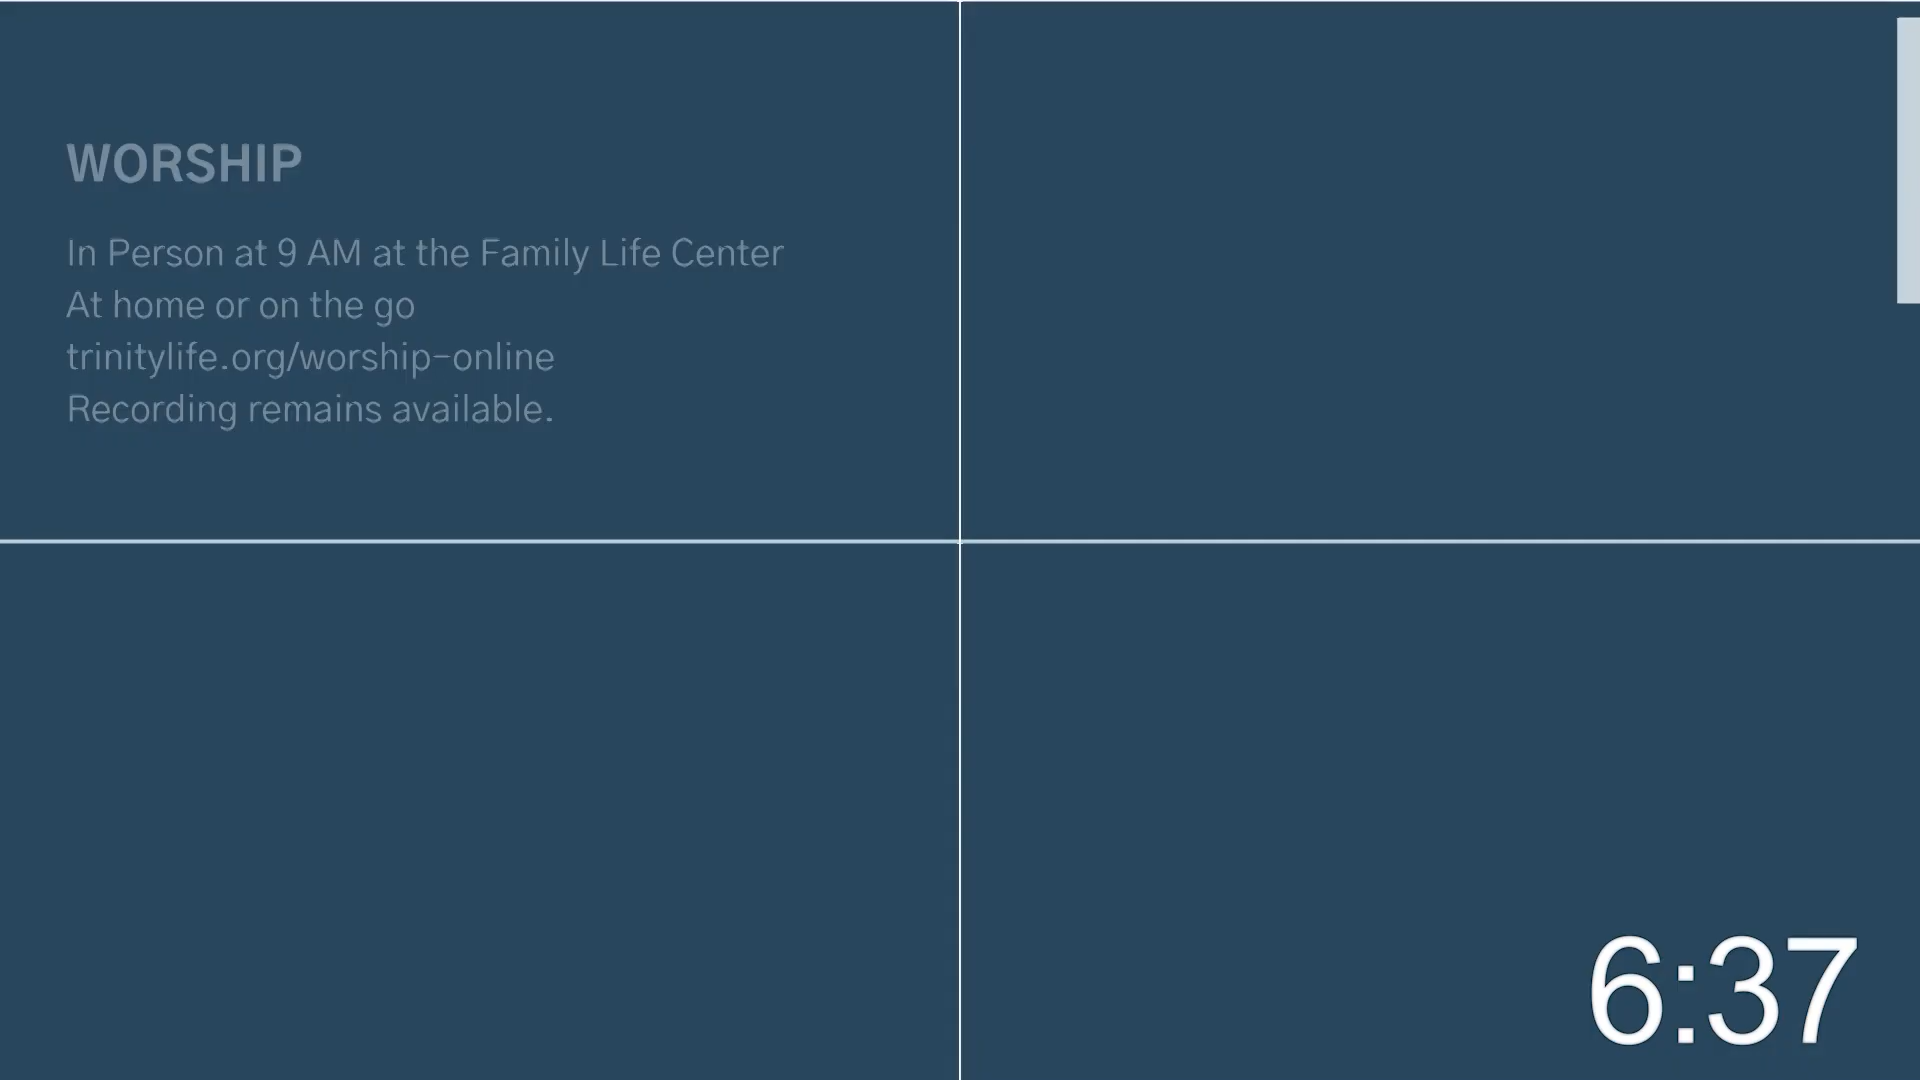 WORSHIP
In Person at 9 AM at the Family Life Center
At home or on the go
trinitylife.org/worship-online
Recording remains available.
6:37